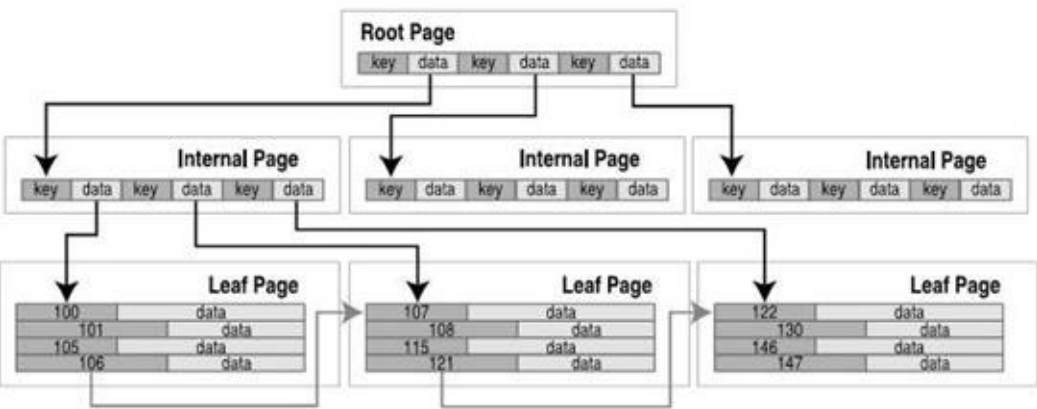 Root Page
key data key data key data
Internal Page Internal Page Internal Page
key data key data key data key data key data key data key data key data key data
Leaf Page Leaf Page Leaf Page
100 data 107 data 122 data
101 data 108 data 130 data
105 data 115 data 146 data
106 data 121 data 147 data